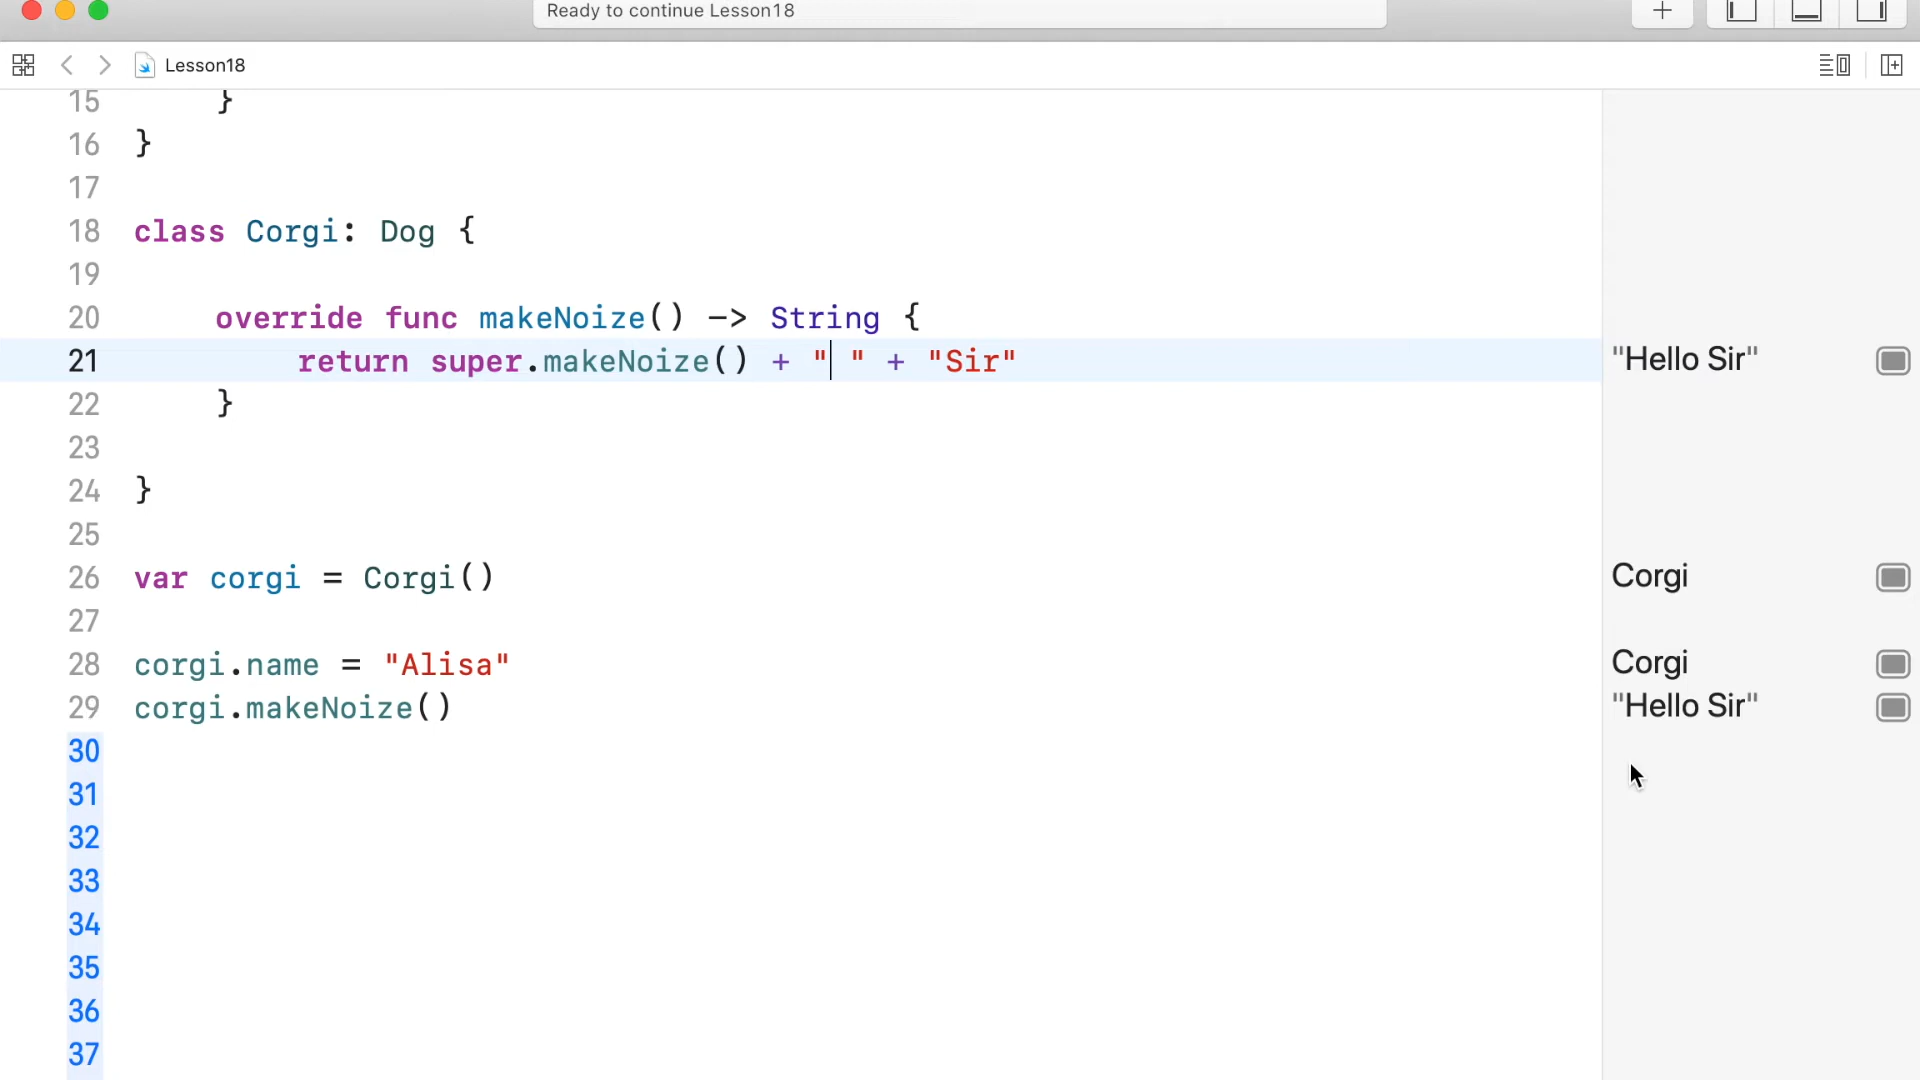 Ready to continue Lesson18
Lesson18
15 }
16 }
17
18 class Corgi: Dog {
19
20 override func makeNoize() -> String {
21 return super.makeNoize() + " " + "Sir" "Hello Sir"
22 }
23
24 }
25
26 var corgi = Corgi() Corgi
27
28 corgi.name = "Alisa" Corgi
29 corgi.makeNoize() "Hello Sir"
30
31
32
33
34
35
36
37